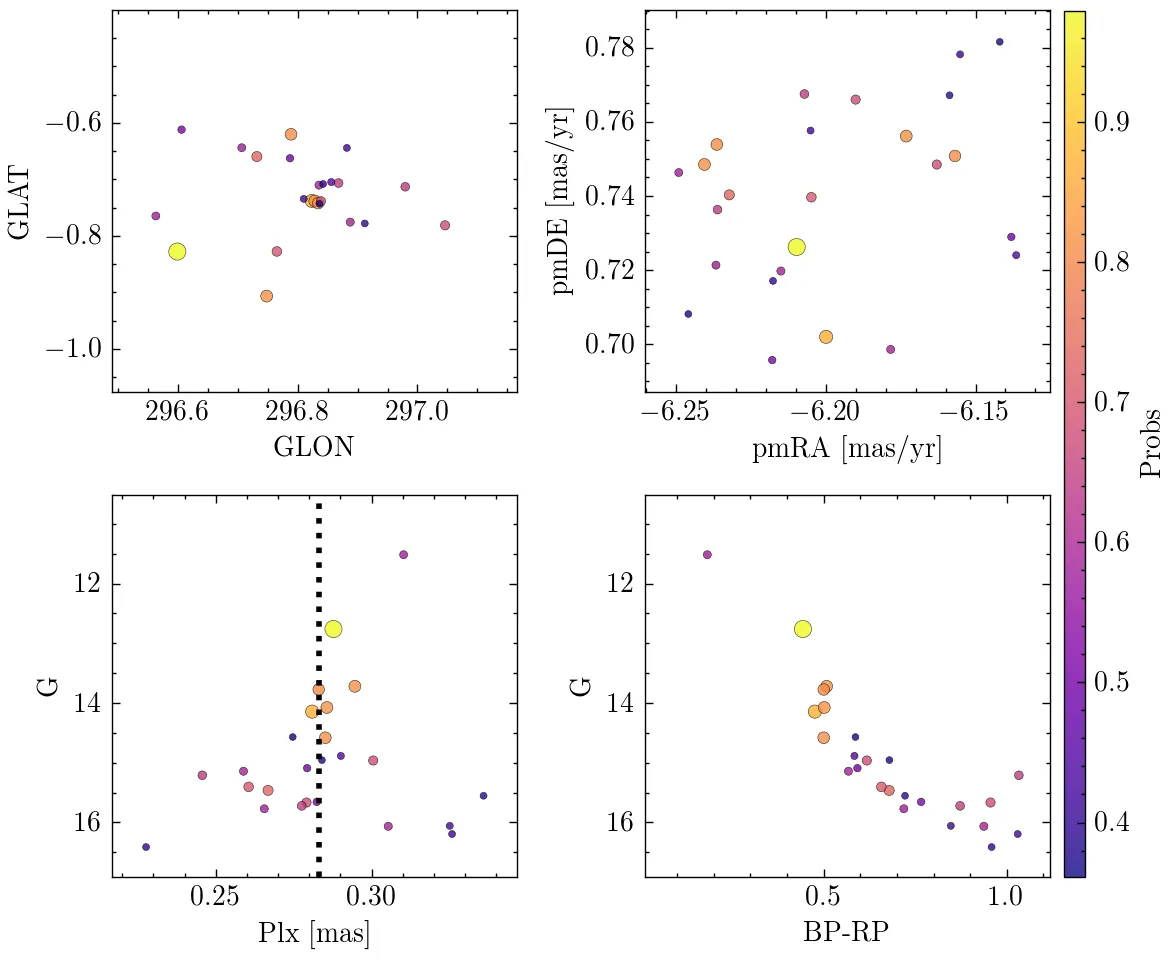 GLAT
−0.6
−0.8
−1.0
296.6 296.8 297.0
GLON
pmDE [mas/yr]
0.78
0.76
0.74
0.72
0.70
−6.25 −6.20 −6.15
pmRA [mas/yr]
G
12
14
16
0.25 0.30
Plx [mas]
G
12
14
16
0.5 1.0
BP-RP
0.9
0.8
0.7
0.6
0.5
0.4
Probs